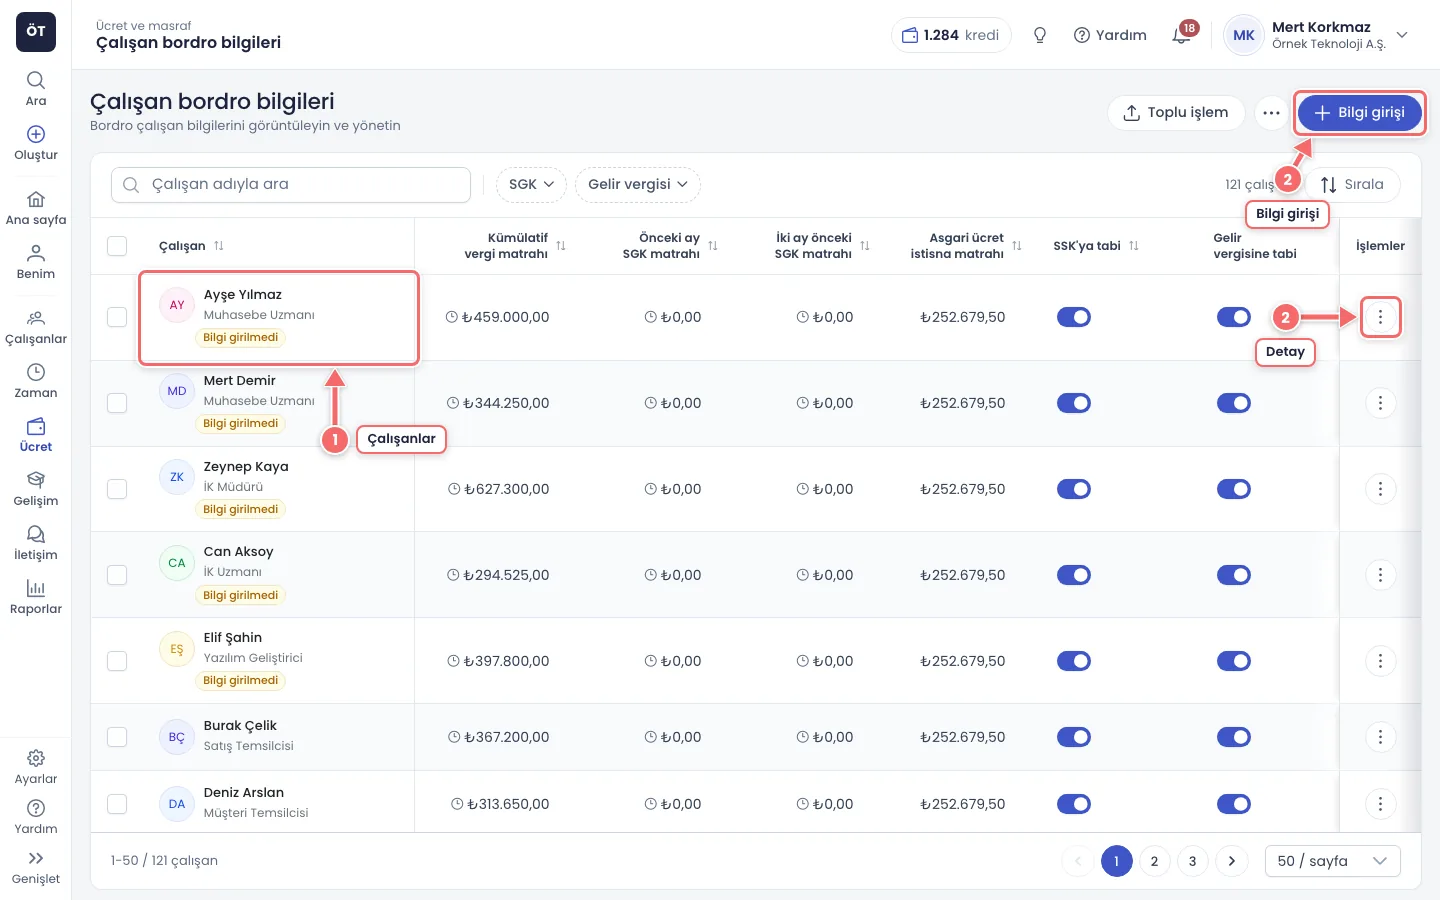 ÖT
Ara
Oluştur
Ana sayfa
Benim
Çalışanlar
Zaman
Ücret
Gelişim
İletişim
Raporlar
Ayarlar
Yardım
Genişlet
Ücret ve masraf
Çalışan bordro bilgileri
1.284 kredi
Yardım
18
MK
Mert Korkmaz
Örnek Teknoloji A.Ş.
Çalışan bordro bilgileri
Bordro çalışan bilgilerini görüntüleyin ve yönetin
Toplu işlem
Bilgi girişi
Çalışan adıyla ara
SGK
Gelir vergisi
121 çalış
2
Sırala
Bilgi girişi
Çalışan
Kümülatif
vergi matrahı
Önceki ay
SGK matrahı
İki ay önceki
SGK matrahı
Asgari ücret
istisna matrahı
SSK'ya tabi
Gelir
vergisine tabi
İşlemler
AY
Ayşe Yılmaz
Muhasebe Uzmanı
Bilgi girilmedi
₺459.000,00
₺0,00
₺0,00
₺252.679,50
2
Detay
MD
Mert Demir
Muhasebe Uzmanı
Bilgi girilmedi
₺344.250,00
₺0,00
₺0,00
₺252.679,50
1
Çalışanlar
ZK
Zeynep Kaya
İK Müdürü
Bilgi girilmedi
₺627.300,00
₺0,00
₺0,00
₺252.679,50
CA
Can Aksoy
İK Uzmanı
Bilgi girilmedi
₺294.525,00
₺0,00
₺0,00
₺252.679,50
EŞ
Elif Şahin
Yazılım Geliştirici
Bilgi girilmedi
₺397.800,00
₺0,00
₺0,00
₺252.679,50
BÇ
Burak Çelik
Satış Temsilcisi
₺367.200,00
₺0,00
₺0,00
₺252.679,50
DA
Deniz Arslan
Müşteri Temsilcisi
₺313.650,00
₺0,00
₺0,00
₺252.679,50
1-50 / 121 çalışan
1
2
3
50 / sayfa